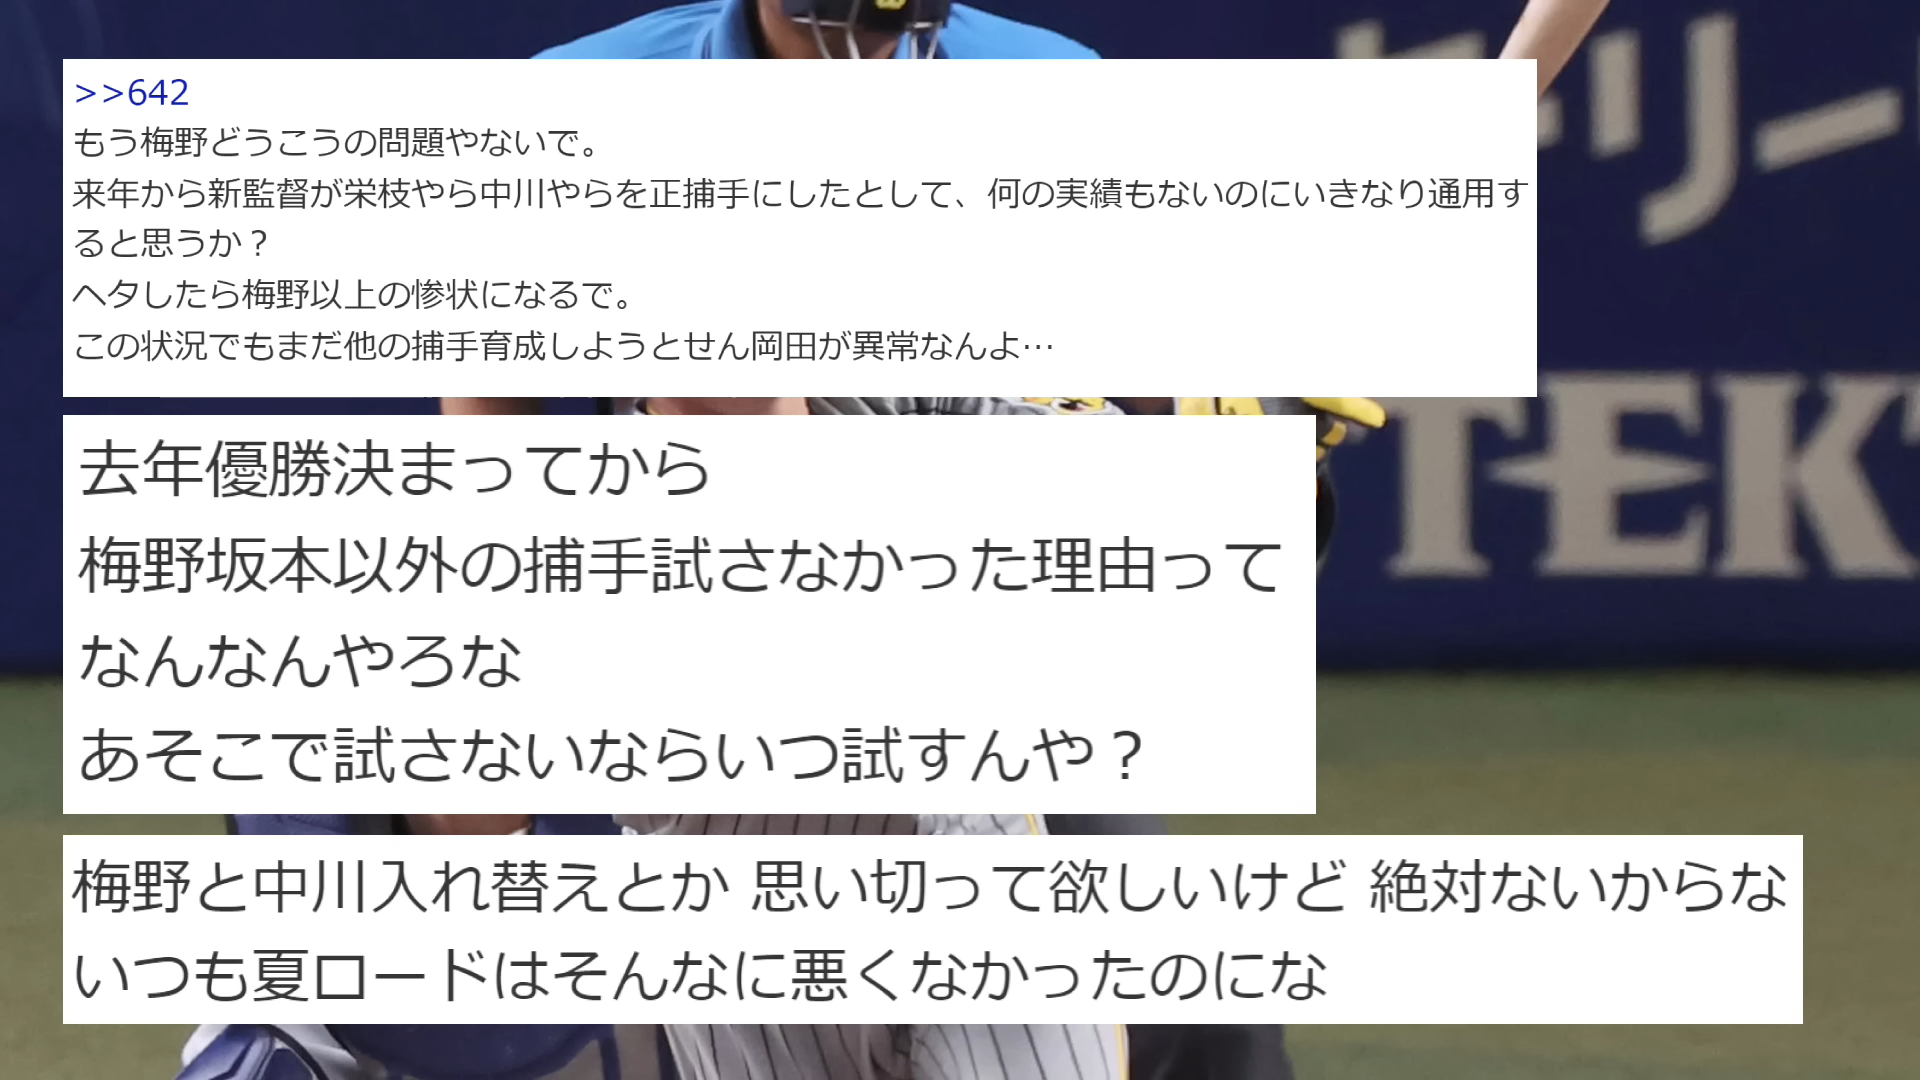 >>642
もう梅野どうこうの問題やないで。
来年から新監督が栄枝やら中川やらを正捕手にしたとして、何の実績もないのにいきなり通用す
ると思うか？
ヘタしたら梅野以上の惨状になるで。
この状況でもまだ他の捕手育成しようとせん岡田が異常なんよ…
去年優勝決まってから
梅野坂本以外の捕手試さなかった理由って
なんなんやろな
あそこで試さないならいつ試すんや？
梅野と中川入れ替えとか 思い切って欲しいけど 絶対ないからな
いつも夏ロードはそんなに悪くなかったのにな
リー
TEK